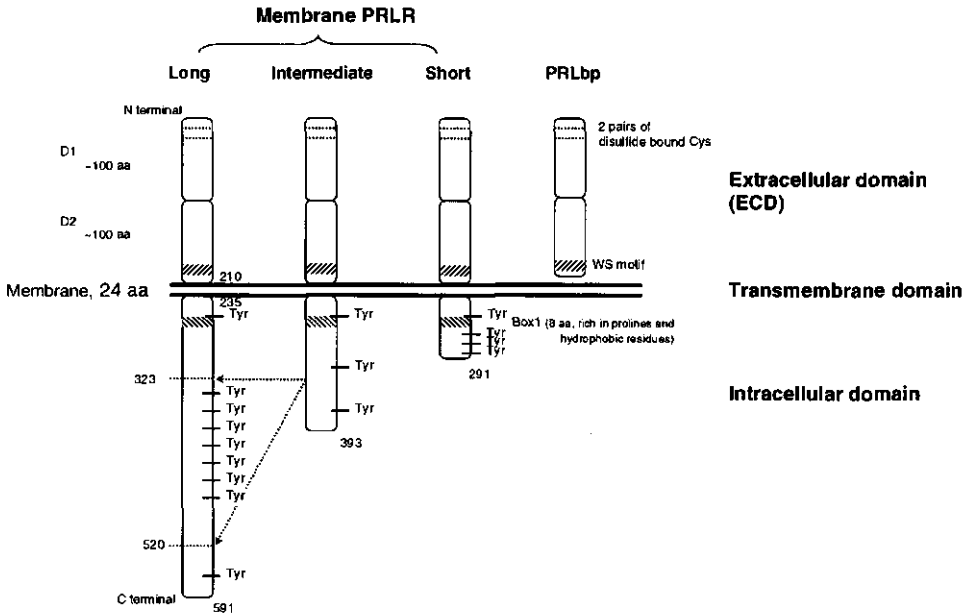 Membrane PRLR
Long
Intermediate
Short
PRLbp
N terminal
2 pairs of
disulfide bound Cys
D1
~100 aa
Extracellular domain
(ECD)
D2
~100 aa
WS motif
210
Membrane, 24 aa
Transmembrane domain
235
Tyr
Tyr
Tyr
Box1 (8 aa, rich in prolines and
hydrophobic residues)
Tyr
Tyr
Tyr
Tyr
291
323
Intracellular domain
Tyr
Tyr
Tyr
Tyr
Tyr
Tyr
Tyr
Tyr
393
520
Tyr
C terminal
591